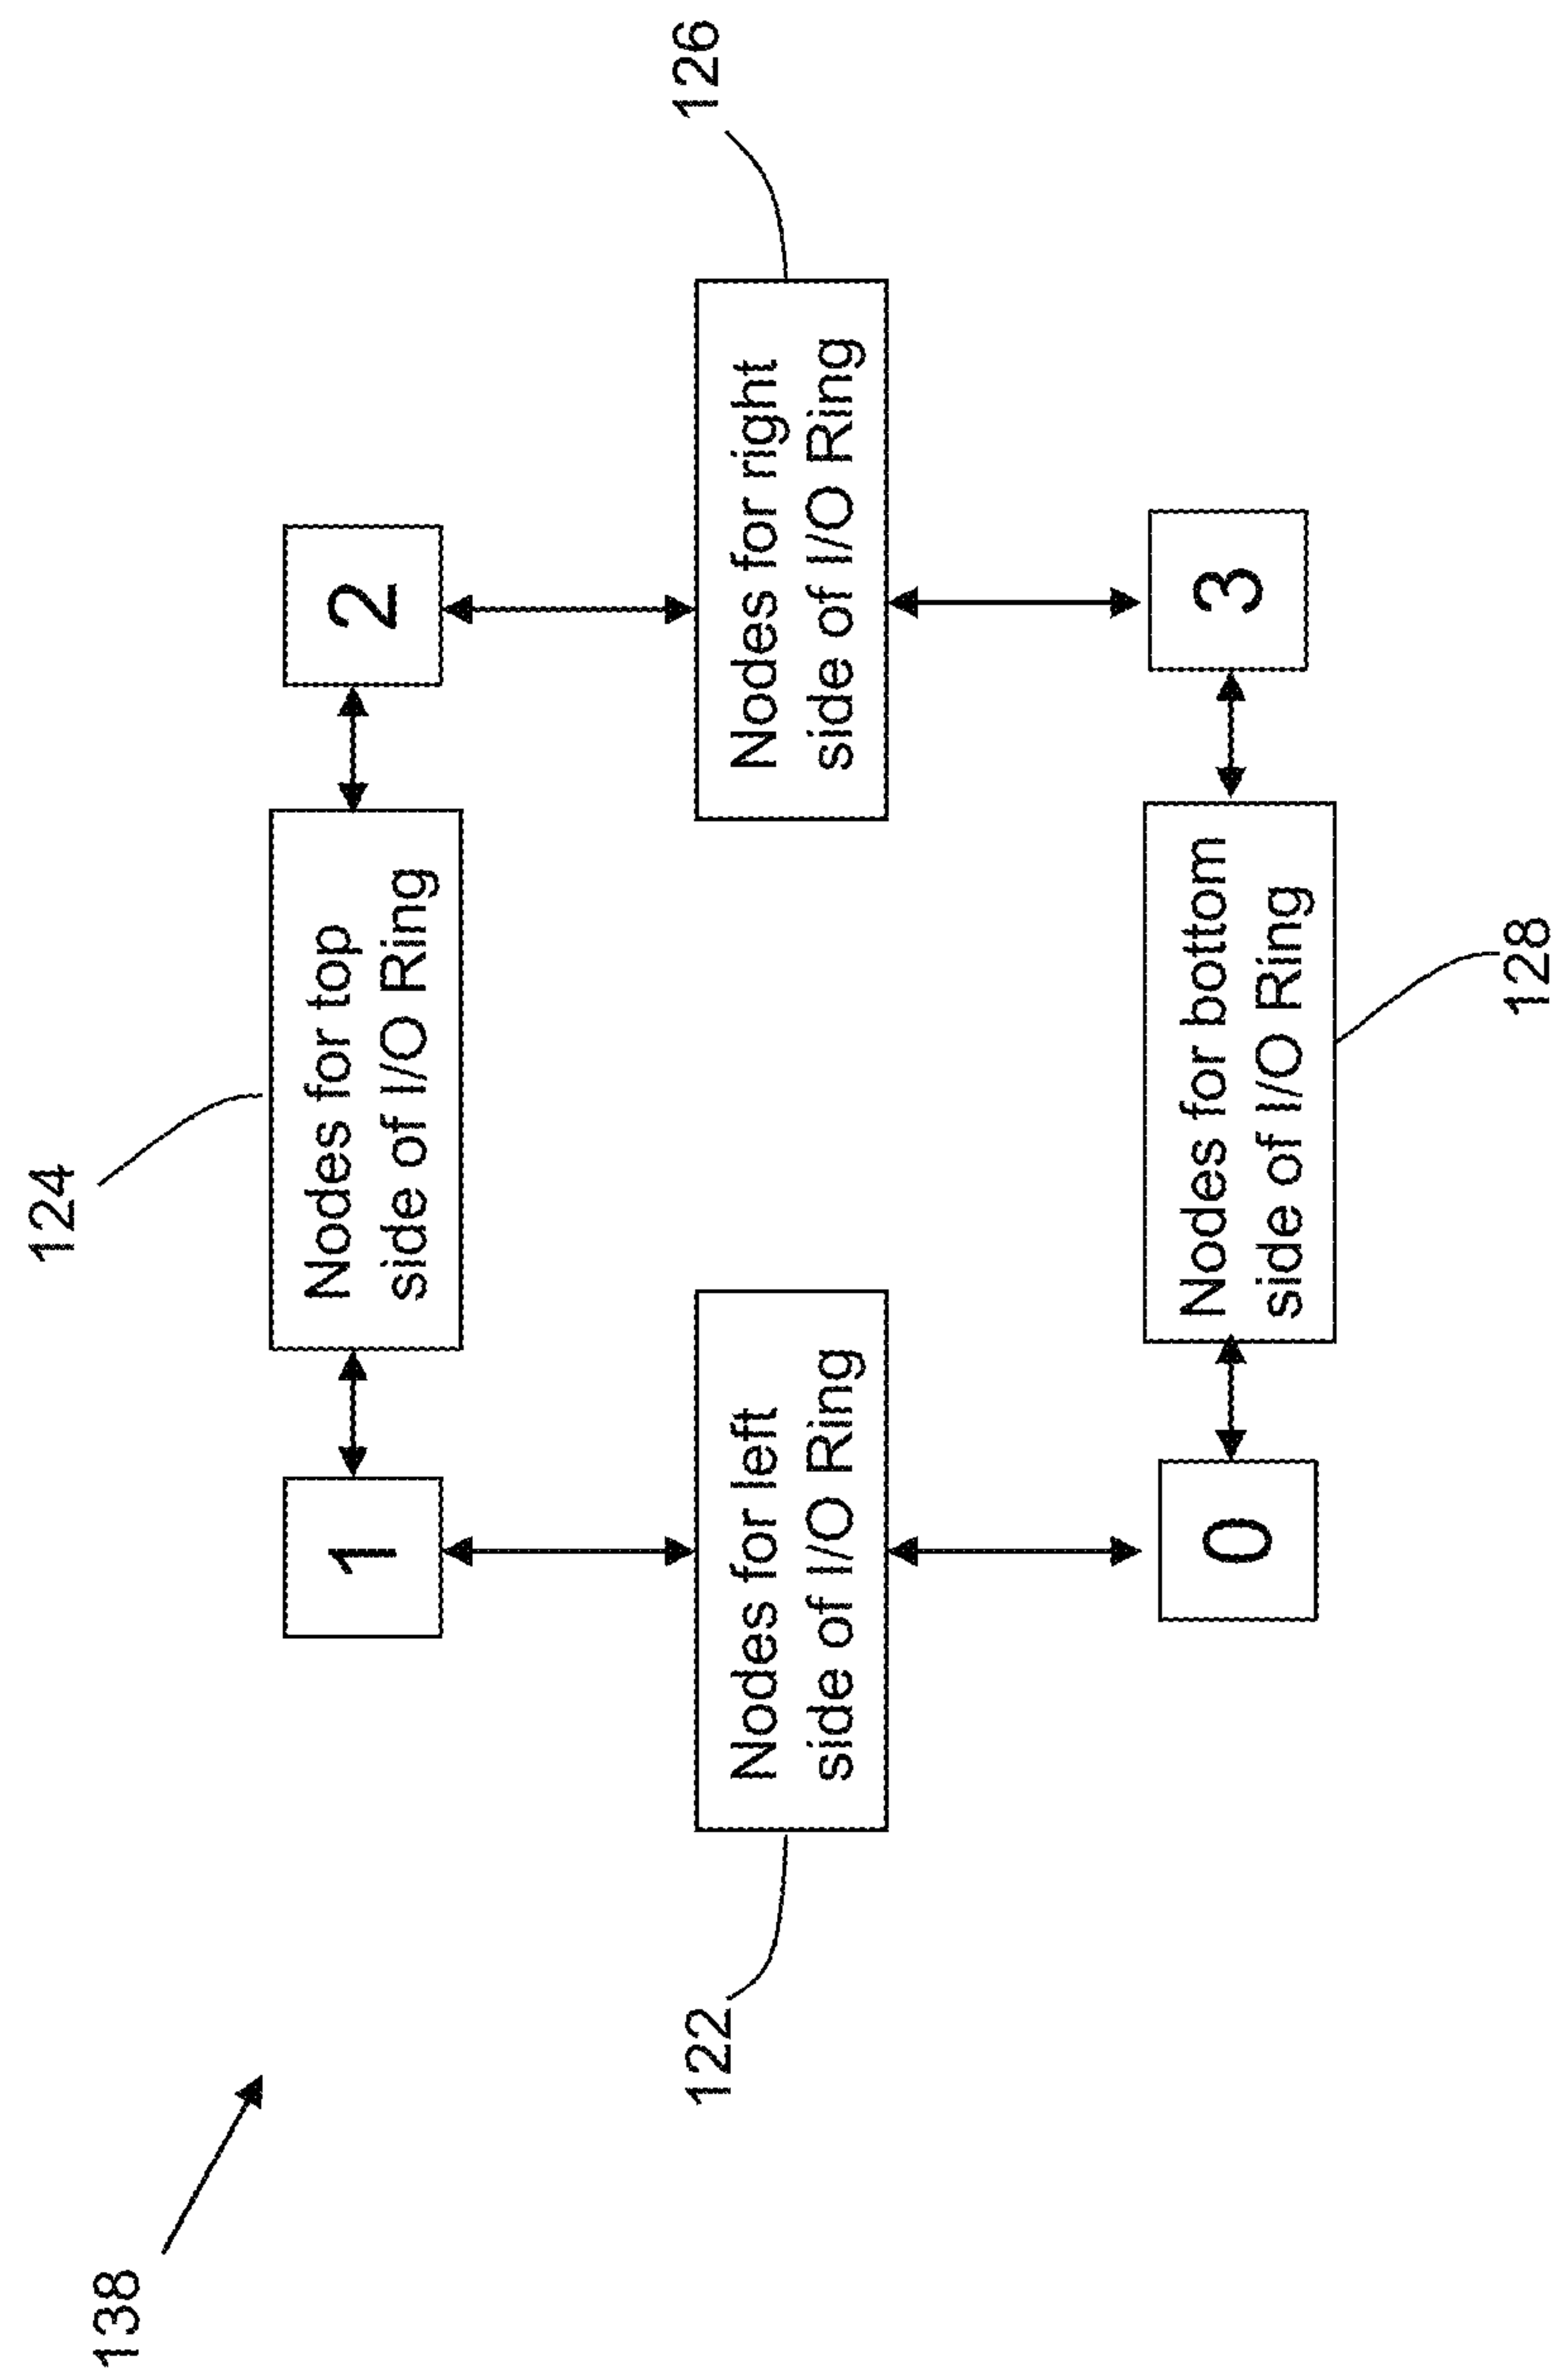 138
124
126
1
Nodes for top
side of I/O Ring
2
122
Nodes for left
side of I/O Ring
Nodes for right
side of I/O Ring
0
Nodes for bottom
side of I/O Ring
3
128